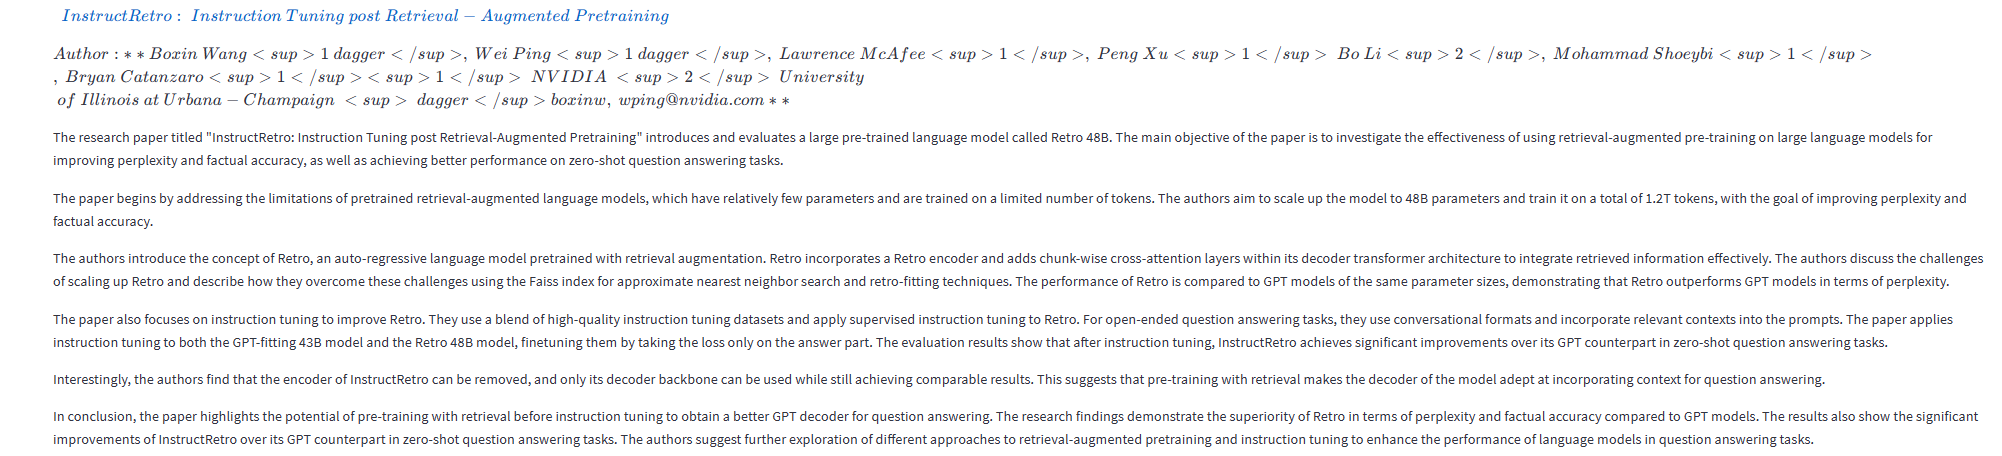 InstructRetro : Instruction Tuning post Retrieval − Augmented Pretraining
Author : ∗ ∗ Boxin Wang < sup > 1 dagger < /sup >, Wei Ping < sup > 1 dagger < /sup >, Lawrence McAfee < sup > 1 < /sup >, Peng Xu < sup > 1 < /sup > Bo Li < sup > 2 < /sup >, Mohammad Shoeybi < sup > 1 < /sup >
, Bryan Catanzaro < sup > 1 < /sup > < sup > 1 < /sup > NVIDIA < sup > 2 < /sup > University
of Illinois at Urbana − Champaign < sup > dagger < /sup > boxinw, wping@nvidia.com ∗ ∗
The research paper titled "InstructRetro: Instruction Tuning post Retrieval-Augmented Pretraining" introduces and evaluates a large pre-trained language model called Retro 48B. The main objective of the paper is to investigate the effectiveness of using retrieval-augmented pre-training on large language models for
improving perplexity and factual accuracy, as well as achieving better performance on zero-shot question answering tasks.
The paper begins by addressing the limitations of pretrained retrieval-augmented language models, which have relatively few parameters and are trained on a limited number of tokens. The authors aim to scale up the model to 48B parameters and train it on a total of 1.2T tokens, with the goal of improving perplexity and
factual accuracy.
The authors introduce the concept of Retro, an auto-regressive language model pretrained with retrieval augmentation. Retro incorporates a Retro encoder and adds chunk-wise cross-attention layers within its decoder transformer architecture to integrate retrieved information effectively. The authors discuss the challenges
of scaling up Retro and describe how they overcome these challenges using the Faiss index for approximate nearest neighbor search and retro-fitting techniques. The performance of Retro is compared to GPT models of the same parameter sizes, demonstrating that Retro outperforms GPT models in terms of perplexity.
The paper also focuses on instruction tuning to improve Retro. They use a blend of high-quality instruction tuning datasets and apply supervised instruction tuning to Retro. For open-ended question answering tasks, they use conversational formats and incorporate relevant contexts into the prompts. The paper applies
instruction tuning to both the GPT-fitting 43B model and the Retro 48B model, finetuning them by taking the loss only on the answer part. The evaluation results show that after instruction tuning, InstructRetro achieves significant improvements over its GPT counterpart in zero-shot question answering tasks.
Interestingly, the authors find that the encoder of InstructRetro can be removed, and only its decoder backbone can be used while still achieving comparable results. This suggests that pre-training with retrieval makes the decoder of the model adept at incorporating context for question answering.
In conclusion, the paper highlights the potential of pre-training with retrieval before instruction tuning to obtain a better GPT decoder for question answering. The research findings demonstrate the superiority of Retro in terms of perplexity and factual accuracy compared to GPT models. The results also show the significant
improvements of InstructRetro over its GPT counterpart in zero-shot question answering tasks. The authors suggest further exploration of different approaches to retrieval-augmented pretraining and instruction tuning to enhance the performance of language models in question answering tasks.